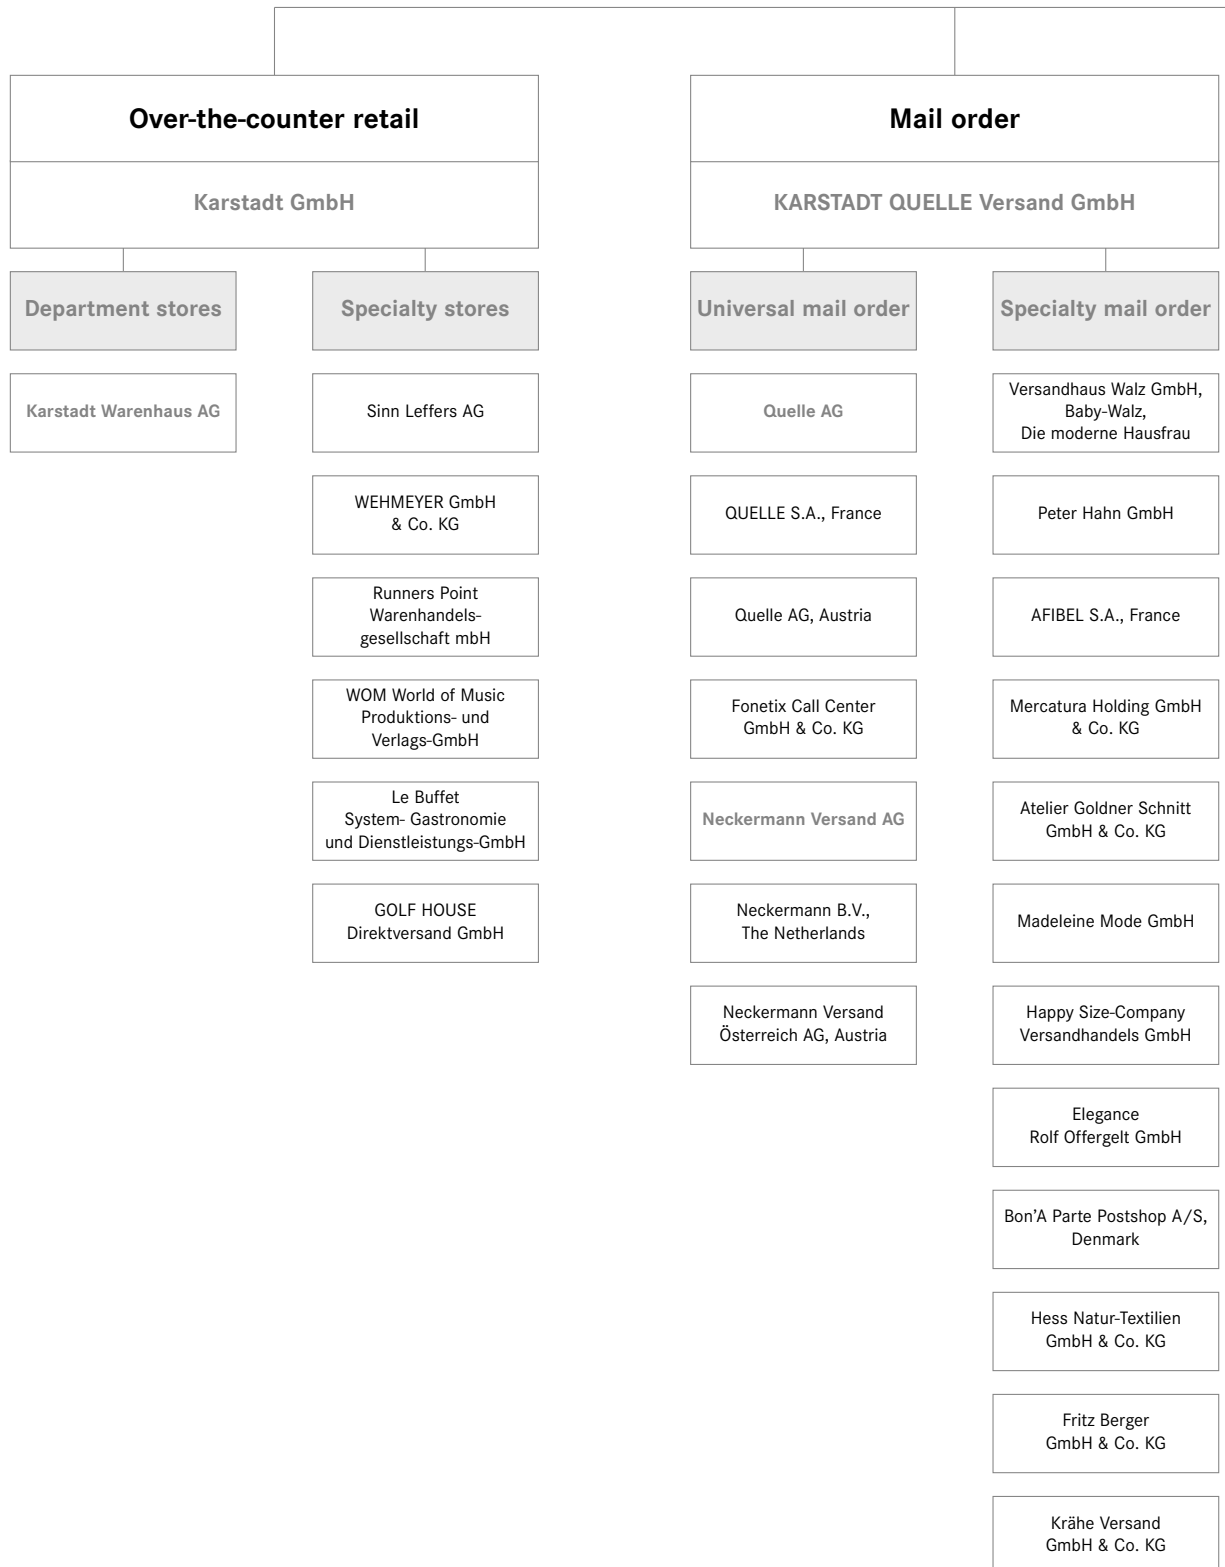 Over-the-counter retail
Karstadt GmbH
Department stores
Karstadt Warenhaus AG
Specialty stores
Sinn Leffers AG
WEHMEYER GmbH
& Co. KG
Runners Point
Warenhandels-
gesellschaft mbH
WOM World of Music
Produktions- und
Verlags-GmbH
Le Buffet
System- Gastronomie
und Dienstleistungs-GmbH
GOLF HOUSE
Direktversand GmbH
Mail order
KARSTADT QUELLE Versand GmbH
Universal mail order
Quelle AG
QUELLE S.A., France
Quelle AG, Austria
Fonetix Call Center
GmbH & Co. KG
Neckermann Versand AG
Neckermann B.V.,
The Netherlands
Neckermann Versand
Österreich AG, Austria
Specialty mail order
Versandhaus Walz GmbH,
Baby-Walz,
Die moderne Hausfrau
Peter Hahn GmbH
AFIBEL S.A., France
Mercatura Holding GmbH
& Co. KG
Atelier Goldner Schnitt
GmbH & Co. KG
Madeleine Mode GmbH
Happy Size-Company
Versandhandels GmbH
Elegance
Rolf Offergelt GmbH
Bon'A Parte Postshop A/S,
Denmark
Hess Natur-Textilien
GmbH & Co. KG
Fritz Berger
GmbH & Co. KG
Krähe Versand
GmbH & Co. KG